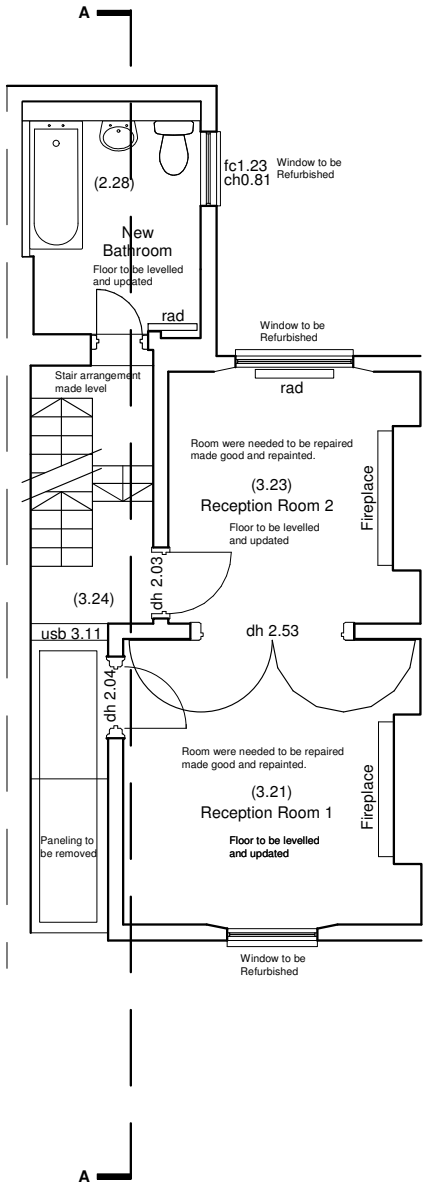 A
fc1.23
ch0.81
Window to be
Refurbished
(2.28)
New
Bathroom
Floor to be levelled
and updated
rad
Window to be
Refurbished
Stair arrangement
made level
rad
Room were needed to be repaired
made good and repainted.
(3.23)
Reception Room 2
Floor to be levelled
and updated
Fireplace
dh 2.03
(3.24)
usb 3.11
dh 2.53
dh 2.04
Room were needed to be repaired
made good and repainted.
(3.21)
Reception Room 1
Fireplace
Paneling to
be removed
Floor to be levelled
and updated
Window to be
Refurbished
A